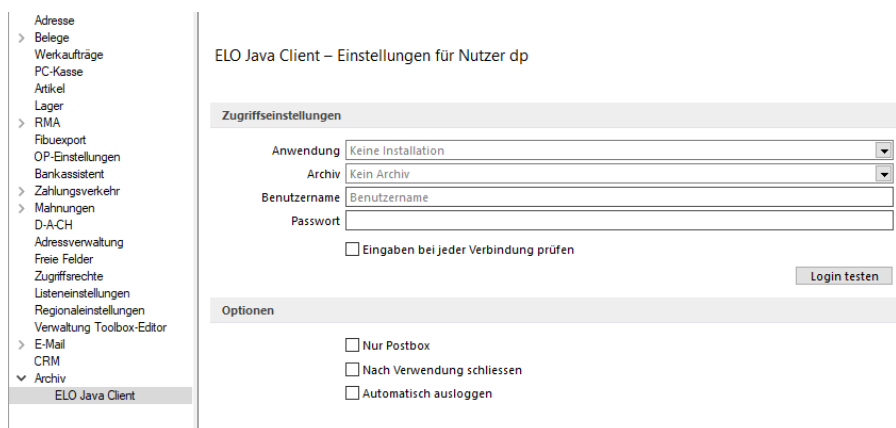 Adresse
Belege
Werkaufträge
PC-Kasse
Artikel
Lager
RMA
Fibuexport
OP-Einstellungen
Bankassistent
Zahlungsverkehr
Mahnungen
D-A-CH
Adressverwaltung
Freie Felder
Zugriffsrechte
Listeneinstellungen
Regionaleinstellungen
Verwaltung Toolbox-Editor
E-Mail
CRM
Archiv
ELO Java Client
ELO Java Client – Einstellungen für Nutzer dp
Zugriffseinstellungen
Anwendung Keine Installation
Archiv Kein Archiv
Benutzername Benutzername
Passwort
Eingaben bei jeder Verbindung prüfen
Login testen
Optionen
Nur Postbox
Nach Verwendung schliessen
Automatisch ausloggen